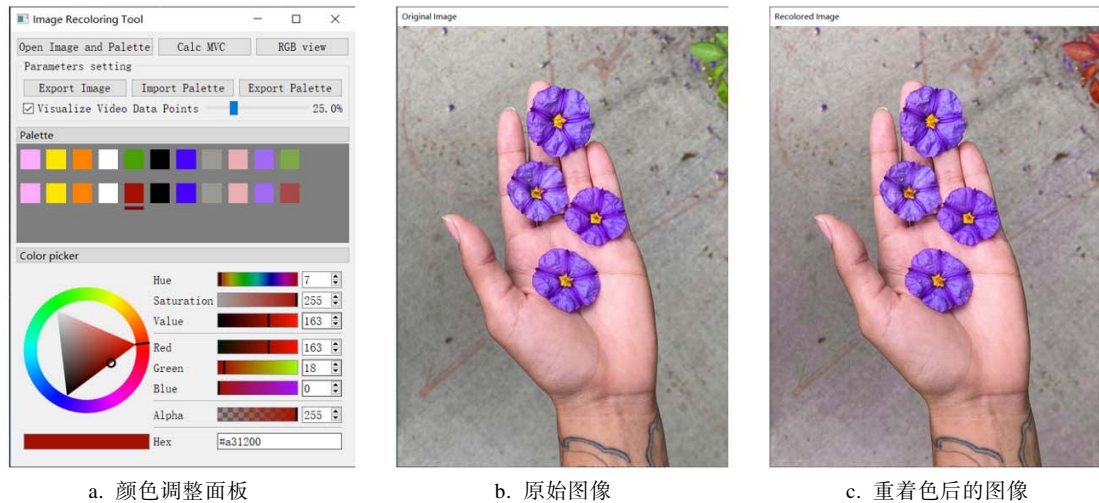 Image Recoloring Tool
Open Image and Palette Calc MVC RGB view
Parameters setting
Export Image Import Palette Export Palette
Visualize Video Data Points 25.0%
Palette
Color picker
Hue 7
Saturation 255
Value 163
Red 163
Green 18
Blue 0
Alpha 255
Hex #a31200
Original Image
Recolored Image
a. 颜色调整面板
b. 原始图像
c. 重着色后的图像